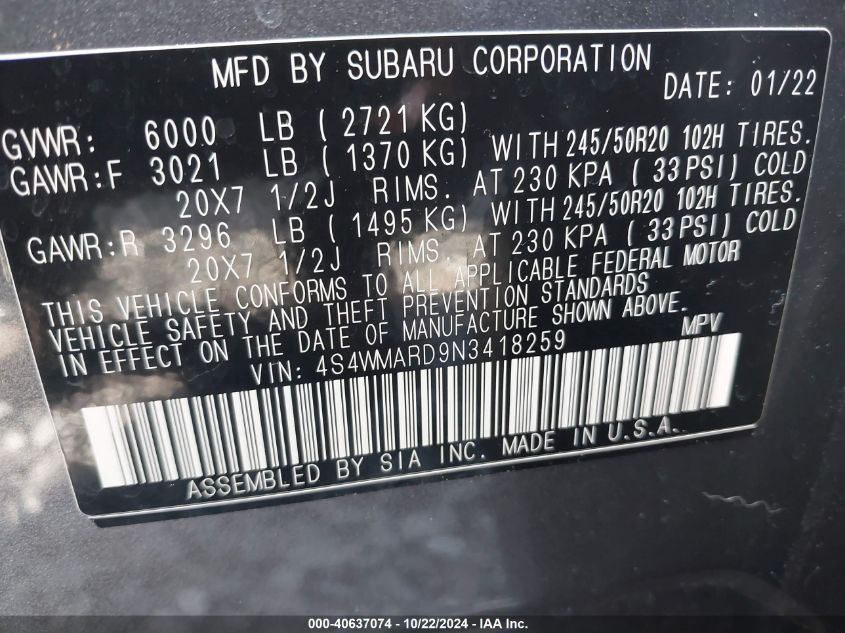 MFD BY SUBARU CORPORATION
DATE: 01/22
GVWR: 6000 LB ( 2721 KG)
GAWR:F 3021 LB ( 1370 KG) WITH 245/50R20 102H TIRES.
20X7 1/2J RIMS. AT 230 KPA ( 33 PSI) COLD
GAWR:R 3296 LB ( 1495 KG) WITH 245/50R20 102H TIRES.
20X7 1/2J RIMS. AT 230 KPA ( 33 PSI) COLD
THIS VEHICLE CONFORMS TO ALL APPLICABLE FEDERAL MOTOR
VEHICLE SAFETY AND THEFT PREVENTION STANDARDS
IN EFFECT ON THE DATE OF MANUFACTURE SHOWN ABOVE.
VIN: 4S4WMARD9N3418259 MPV
ASSEMBLED BY SIA INC. MADE IN U.S.A.
000-40637074 - 10/22/2024 - IAA Inc.